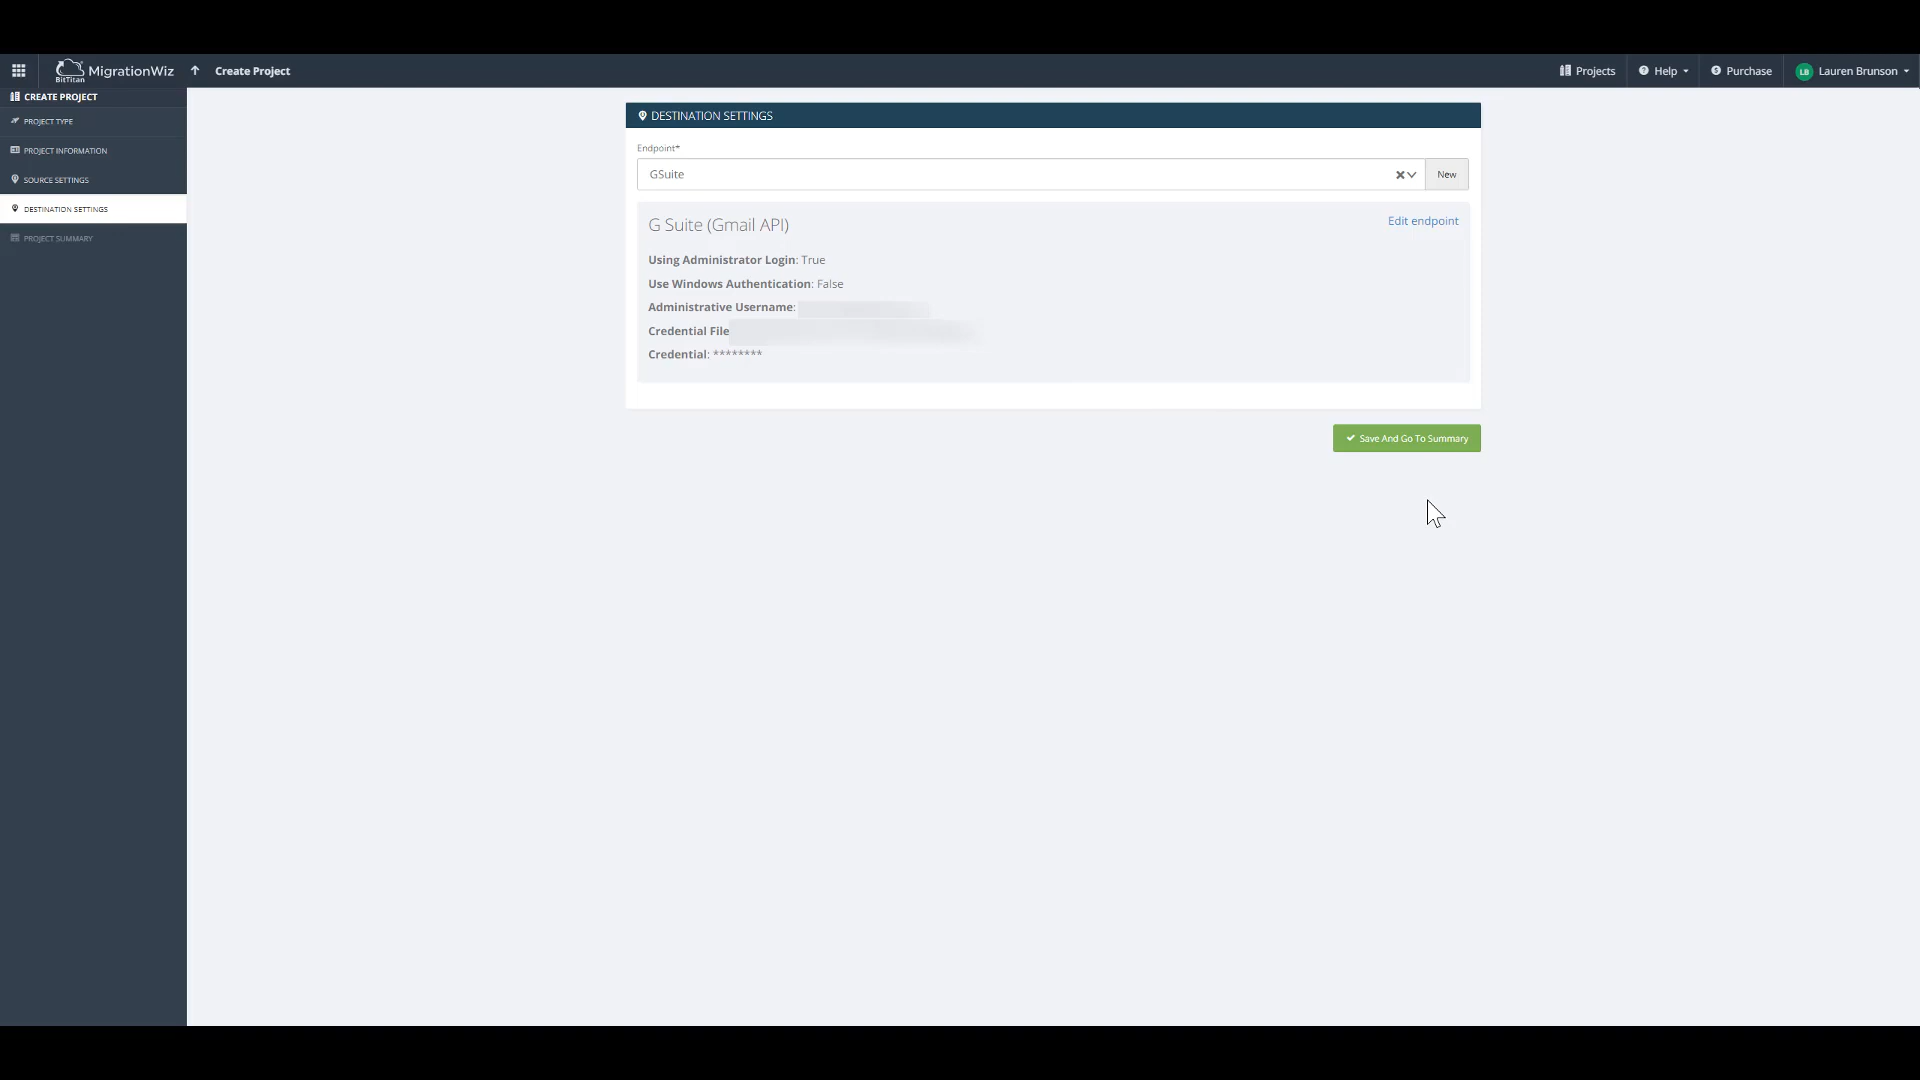 BitTitan MigrationWiz Create Project Projects Help Purchase LB Lauren Brunson
CREATE PROJECT
PROJECT TYPE
PROJECT INFORMATION
SOURCE SETTINGS
DESTINATION SETTINGS
PROJECT SUMMARY
DESTINATION SETTINGS
Endpoint*
GSuite New
G Suite (Gmail API) Edit endpoint
Using Administrator Login: True
Use Windows Authentication: False
Administrative Username:
Credential File
Credential: ********
Save And Go To Summary